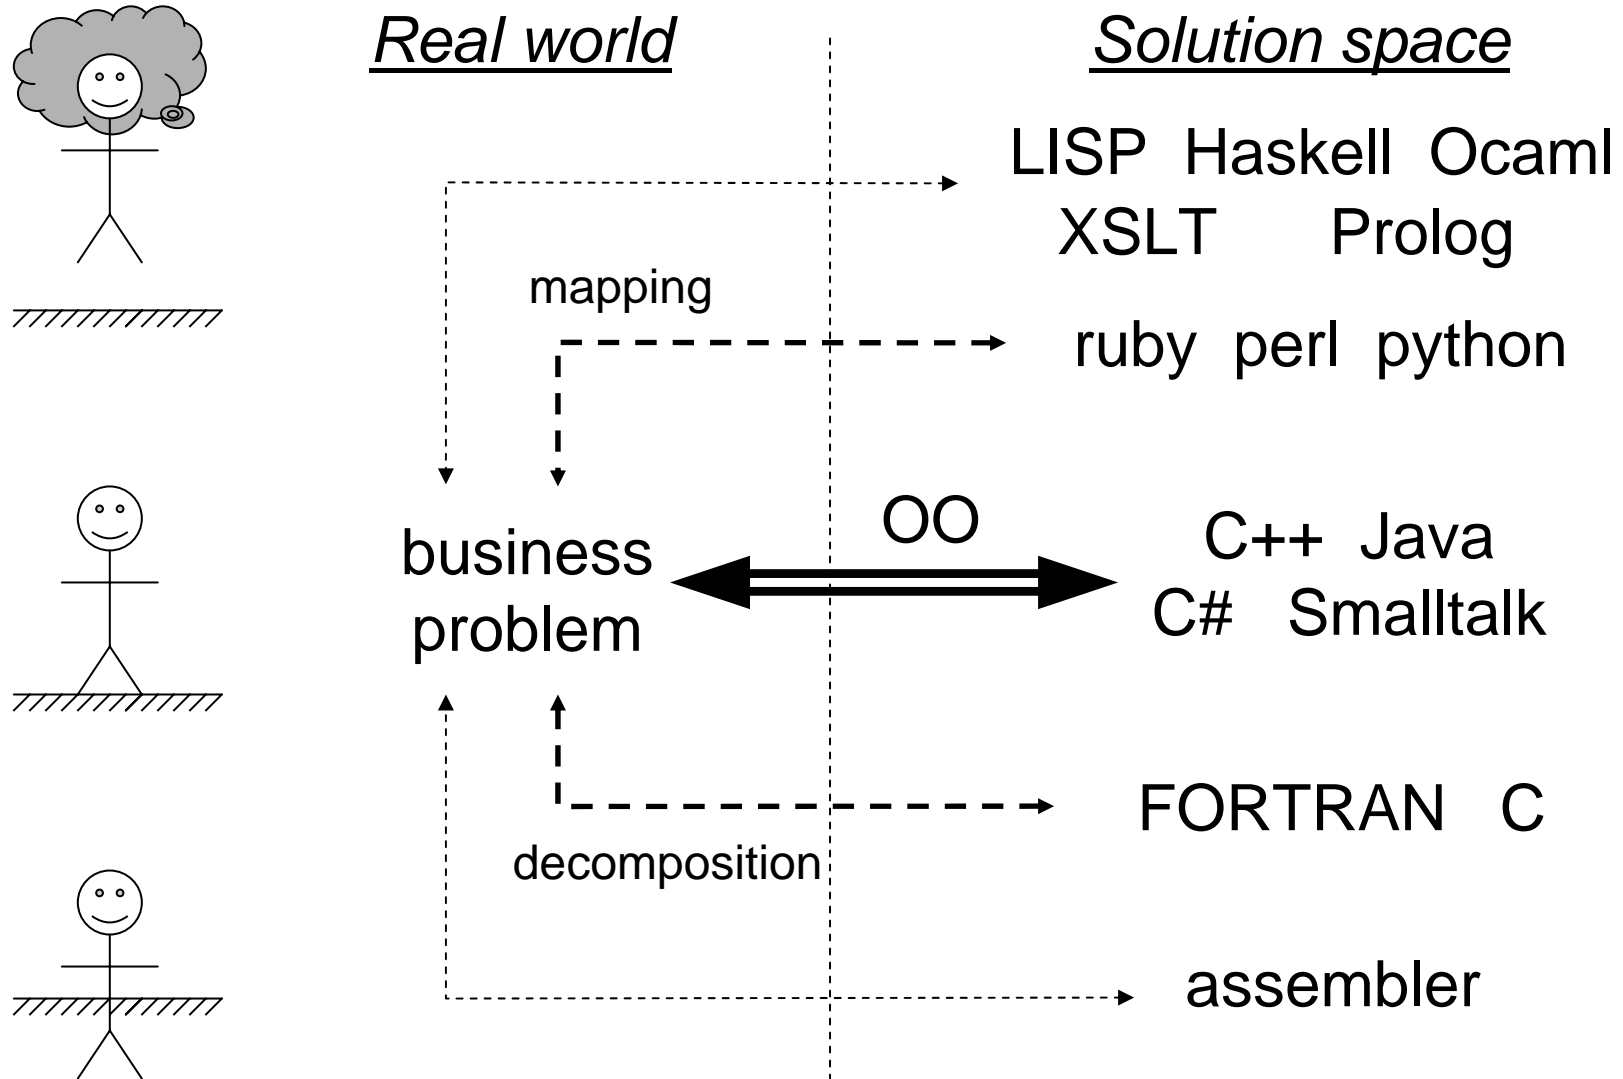 Real world
Solution space
LISP Haskell Ocaml
XSLT Prolog
mapping
ruby perl python
OO
business
problem
C++ Java
C# Smalltalk
FORTRAN C
decomposition
assembler